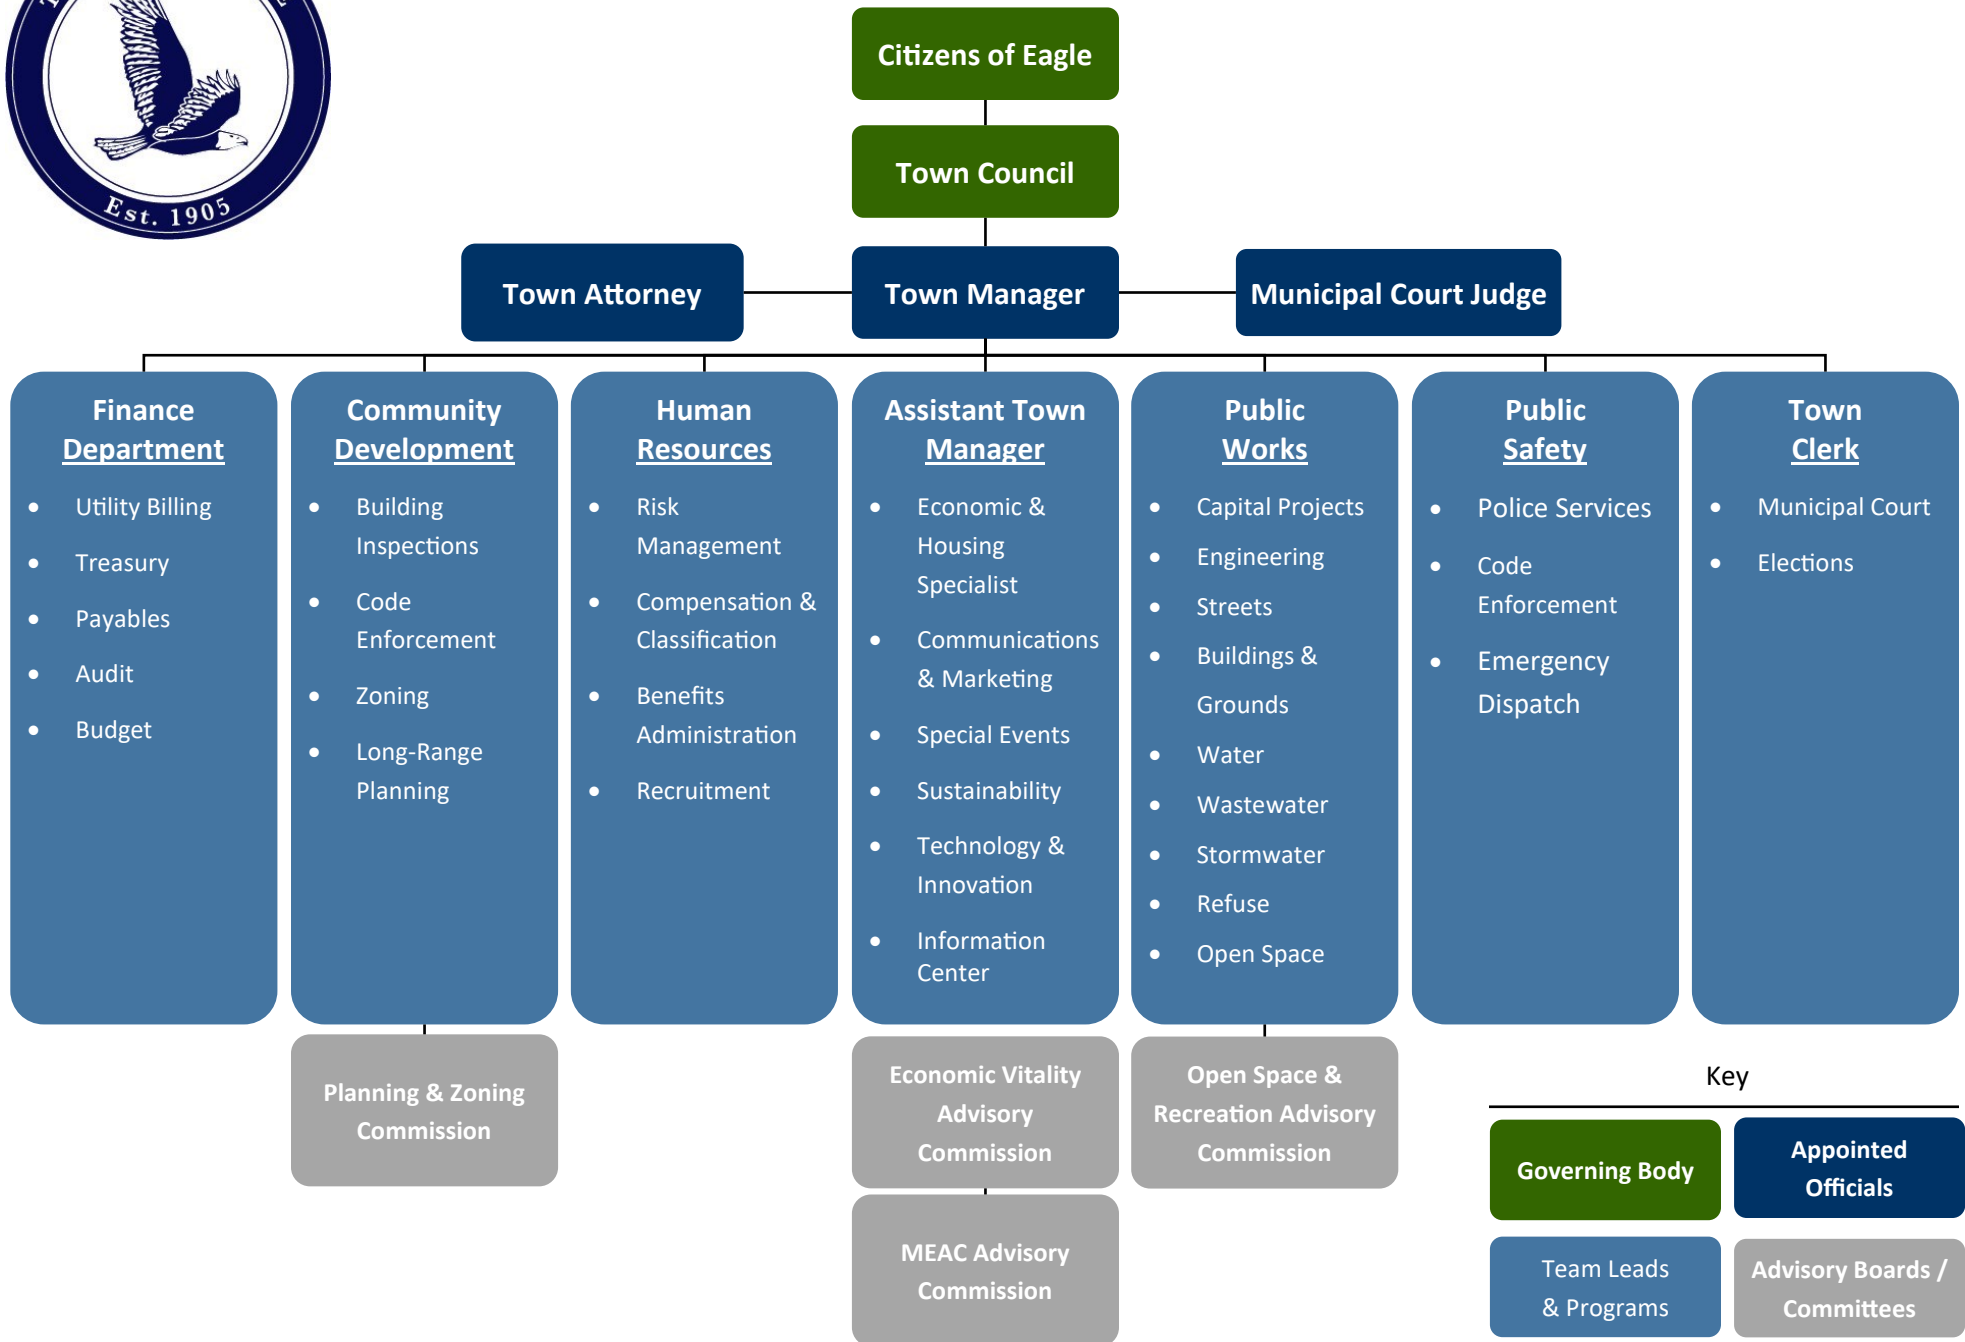 Est. 1905
Citizens of Eagle
Town Council
Town Attorney
Town Manager
Municipal Court Judge
Finance
Department
• Utility Billing
• Treasury
• Payables
• Audit
• Budget
Community
Development
• Building
Inspections
• Code
Enforcement
• Zoning
• Long-Range
Planning
Human
Resources
• Risk
Management
• Compensation &
Classification
• Benefits
Administration
• Recruitment
Assistant Town
Manager
• Economic &
Housing
Specialist
• Communications
& Marketing
• Special Events
• Sustainability
• Technology &
Innovation
• Information
Center
Public
Works
• Capital Projects
• Engineering
• Streets
• Buildings &
Grounds
• Water
• Wastewater
• Stormwater
• Refuse
• Open Space
Public
Safety
• Police Services
• Code
Enforcement
• Emergency
Dispatch
Town
Clerk
• Municipal Court
• Elections
Planning & Zoning
Commission
Economic Vitality
Advisory
Commission
MEAC Advisory
Commission
Open Space &
Recreation Advisory
Commission
Key
Governing Body
Appointed
Officials
Team Leads
& Programs
Advisory Boards /
Committees